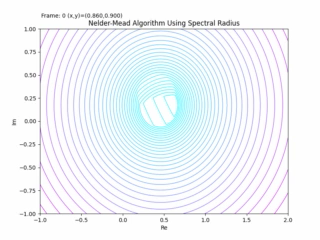 Frame: 0 (x,y)=(0.860,0.900)
Nelder-Mead Algorithm Using Spectral Radius
1.00
0.75
0.50
0.25
0.00
−0.25
−0.50
−0.75
−1.00
Im
−1.0 −0.5 0.0 0.5 1.0 1.5 2.0
Re